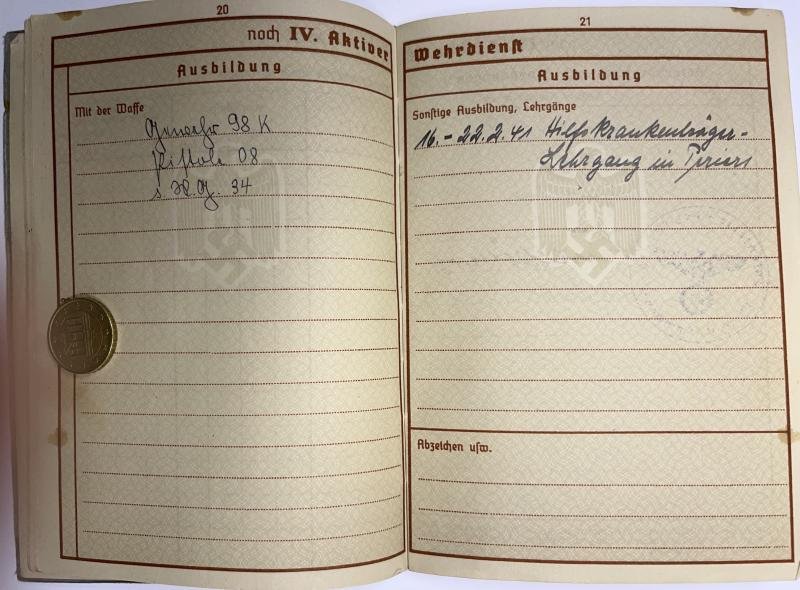 20
noch IV. Aktiver
Ausbildung
Mit der Waffe
Gewehr 98 K
Pistole 08
s. M.G. 34
21
Wehrdienst
Ausbildung
Sonstige Ausbildung, Lehrgänge
16. - 22.2.41 Hilfskrankenträger-
Lehrgang in
Abzeichen usw.